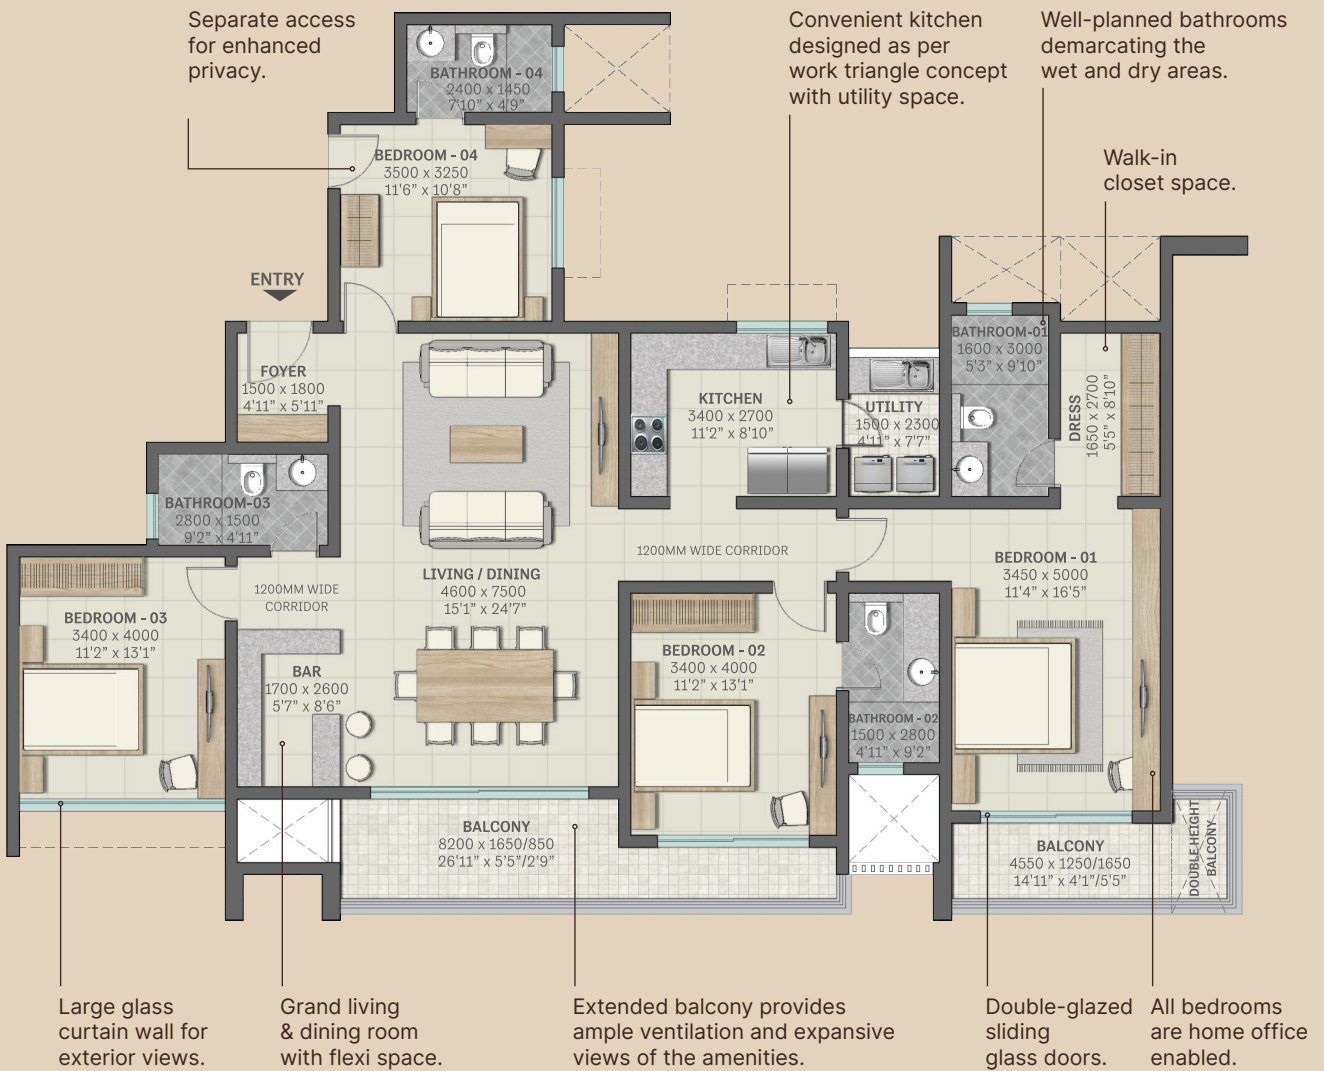 Separate access
for enhanced
privacy.
Convenient kitchen
designed as per
work triangle concept
with utility space.
Well-planned bathrooms
demarcating the
wet and dry areas.
Walk-in
closet space.
BATHROOM - 04
2400 x 1450
7'10" x 4'9"
BEDROOM - 04
3500 x 3250
11'6" x 10'8"
ENTRY
FOYER
1500 x 1800
4'11" x 5'11"
KITCHEN
3400 x 2700
11'2" x 8'10"
UTILITY
1500 x 2300
4'11" x 7'7"
BATHROOM-01
1600 x 3000
5'3" x 9'10"
DRESS
1650 x 2700
5'5" x 8'10"
BATHROOM-03
2800 x 1500
9'2" x 4'11"
1200MM WIDE
CORRIDOR
LIVING / DINING
4600 x 7500
15'1" x 24'7"
1200MM WIDE CORRIDOR
BEDROOM - 01
3450 x 5000
11'4" x 16'5"
BEDROOM - 03
3400 x 4000
11'2" x 13'1"
BAR
1700 x 2600
5'7" x 8'6"
BEDROOM - 02
3400 x 4000
11'2" x 13'1"
BATHROOM - 02
1500 x 2800
4'11" x 9'2"
BALCONY
8200 x 1650/850
26'11" x 5'5"/2'9"
BALCONY
4550 x 1250/1650
14'11" x 4'1"/5'5"
DOUBLE HEIGHT
BALCONY
Large glass
curtain wall for
exterior views.
Grand living
& dining room
with flexi space.
Extended balcony provides
ample ventilation and expansive
views of the amenities.
Double-glazed
sliding
glass doors.
All bedrooms
are home office
enabled.